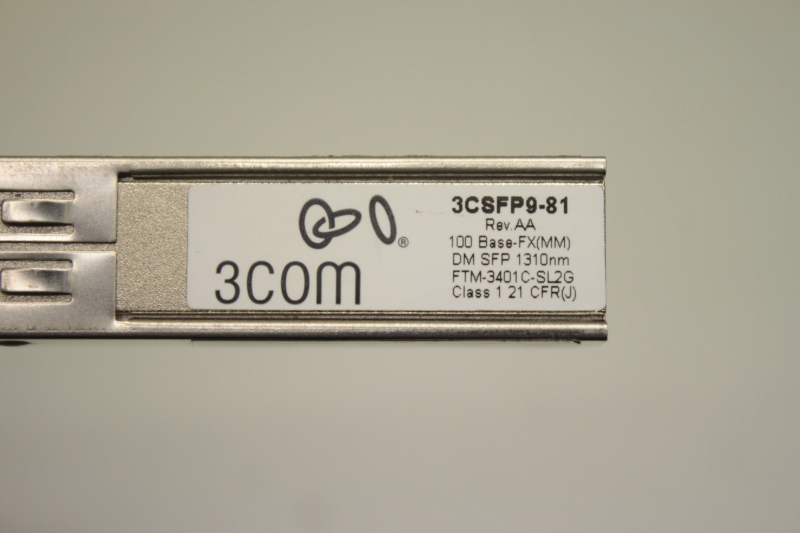 3com
®
3CSFP9-81
Rev.AA
100 Base-FX(MM)
DM SFP 1310nm
FTM-3401C-SL2G
Class 1 21 CFR(J)